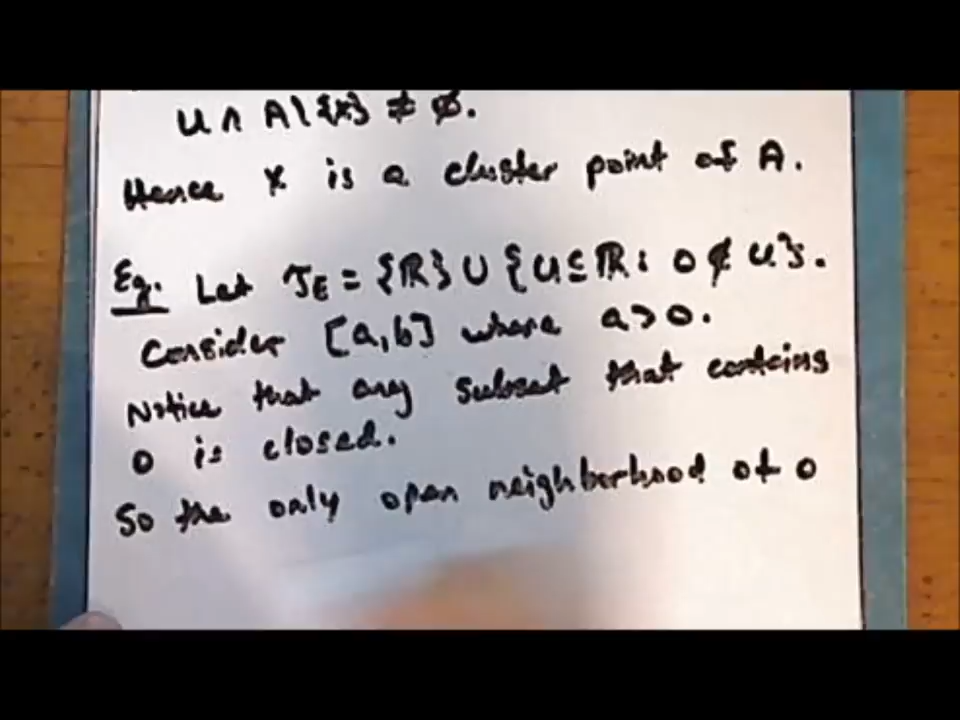 U ∩ A\{x} ≠ ∅.
Hence x is a cluster point of A.
Eg. Let 𝒯_E = {ℝ} ∪ {U ⊆ ℝ : 0 ∉ U}.
Consider [a,b] where a > 0.
Notice that any subset that contains
0 is closed.
So the only open neighborhood of 0